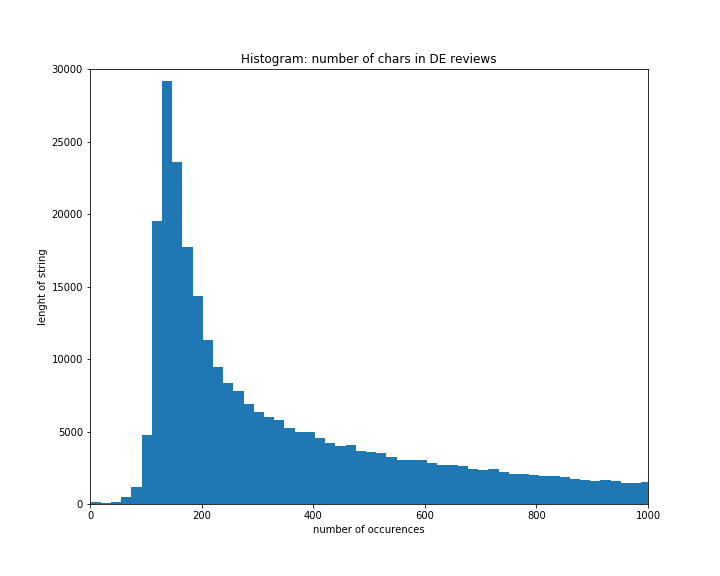 Histogram: number of chars in DE reviews
30000
25000
20000
15000
10000
5000
0
lenght of string
0 200 400 600 800 1000
number of occurences